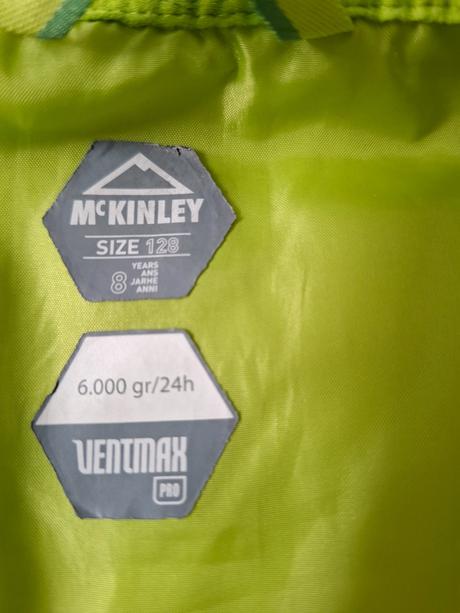 McKINLEY
SIZE 128
8 YEARS
ANS
JARHE
ANNI
6.000 gr/24h
VENTMAX
PRO